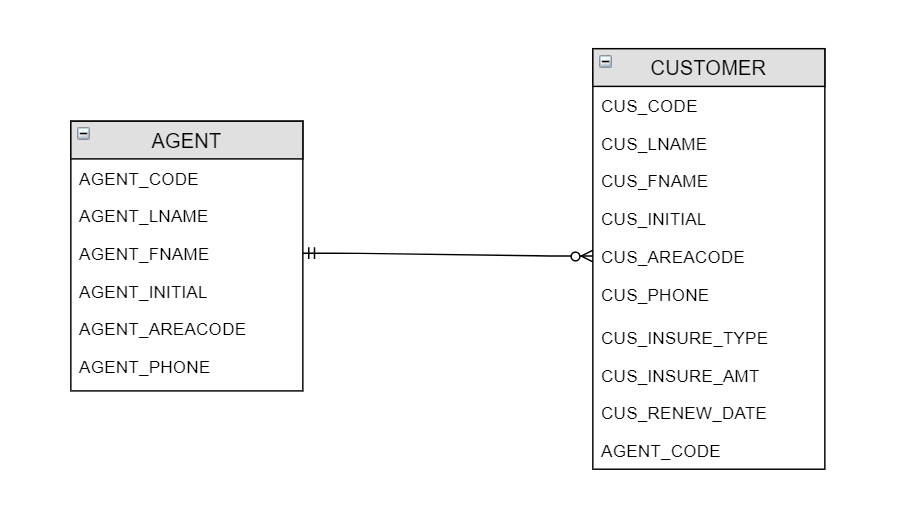 AGENT
AGENT_CODE
AGENT_LNAME
AGENT_FNAME
AGENT_INITIAL
AGENT_AREACODE
AGENT_PHONE
CUSTOMER
CUS_CODE
CUS_LNAME
CUS_FNAME
CUS_INITIAL
CUS_AREACODE
CUS_PHONE
CUS_INSURE_TYPE
CUS_INSURE_AMT
CUS_RENEW_DATE
AGENT_CODE